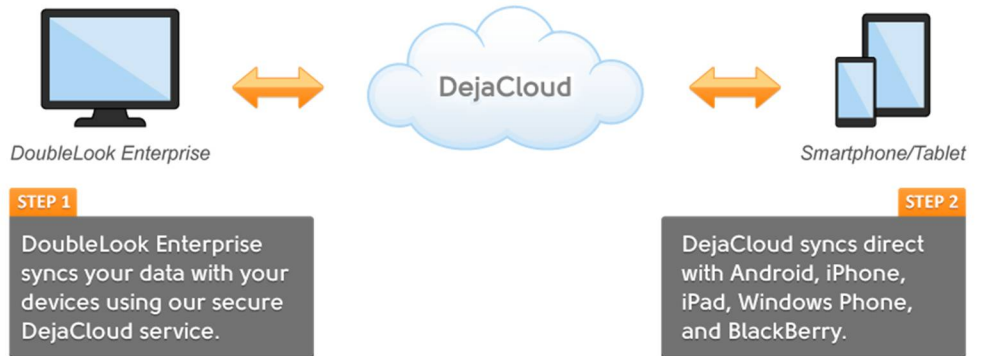 DejaCloud
DoubleLook Enterprise
Smartphone/Tablet
STEP 1
DoubleLook Enterprise
syncs your data with your
devices using our secure
DejaCloud service.
STEP 2
DejaCloud syncs direct
with Android, iPhone,
iPad, Windows Phone,
and BlackBerry.